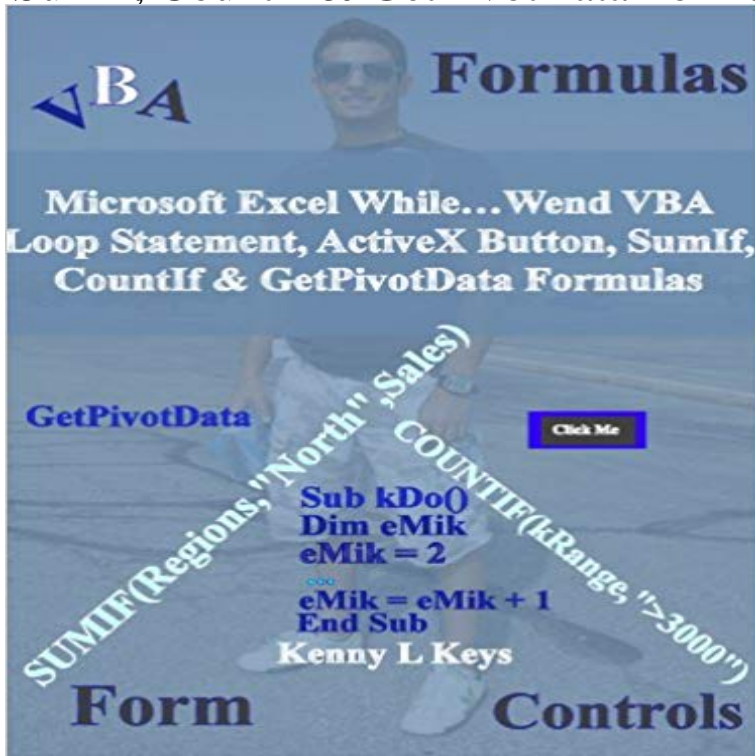 VBA
Formulas
Microsoft Excel While...Wend VBA
Loop Statement, ActiveX Button, SumIf,
CountIf & GetPivotData Formulas
GetPivotData
SUMIF(Regions,"North",Sales)
COUNTIF(kRange, ">3000")
Click Me
Sub kDo()
Dim eMik
eMik = 2
...
eMik = eMik + 1
End Sub
Kenny L Keys
Form
Controls